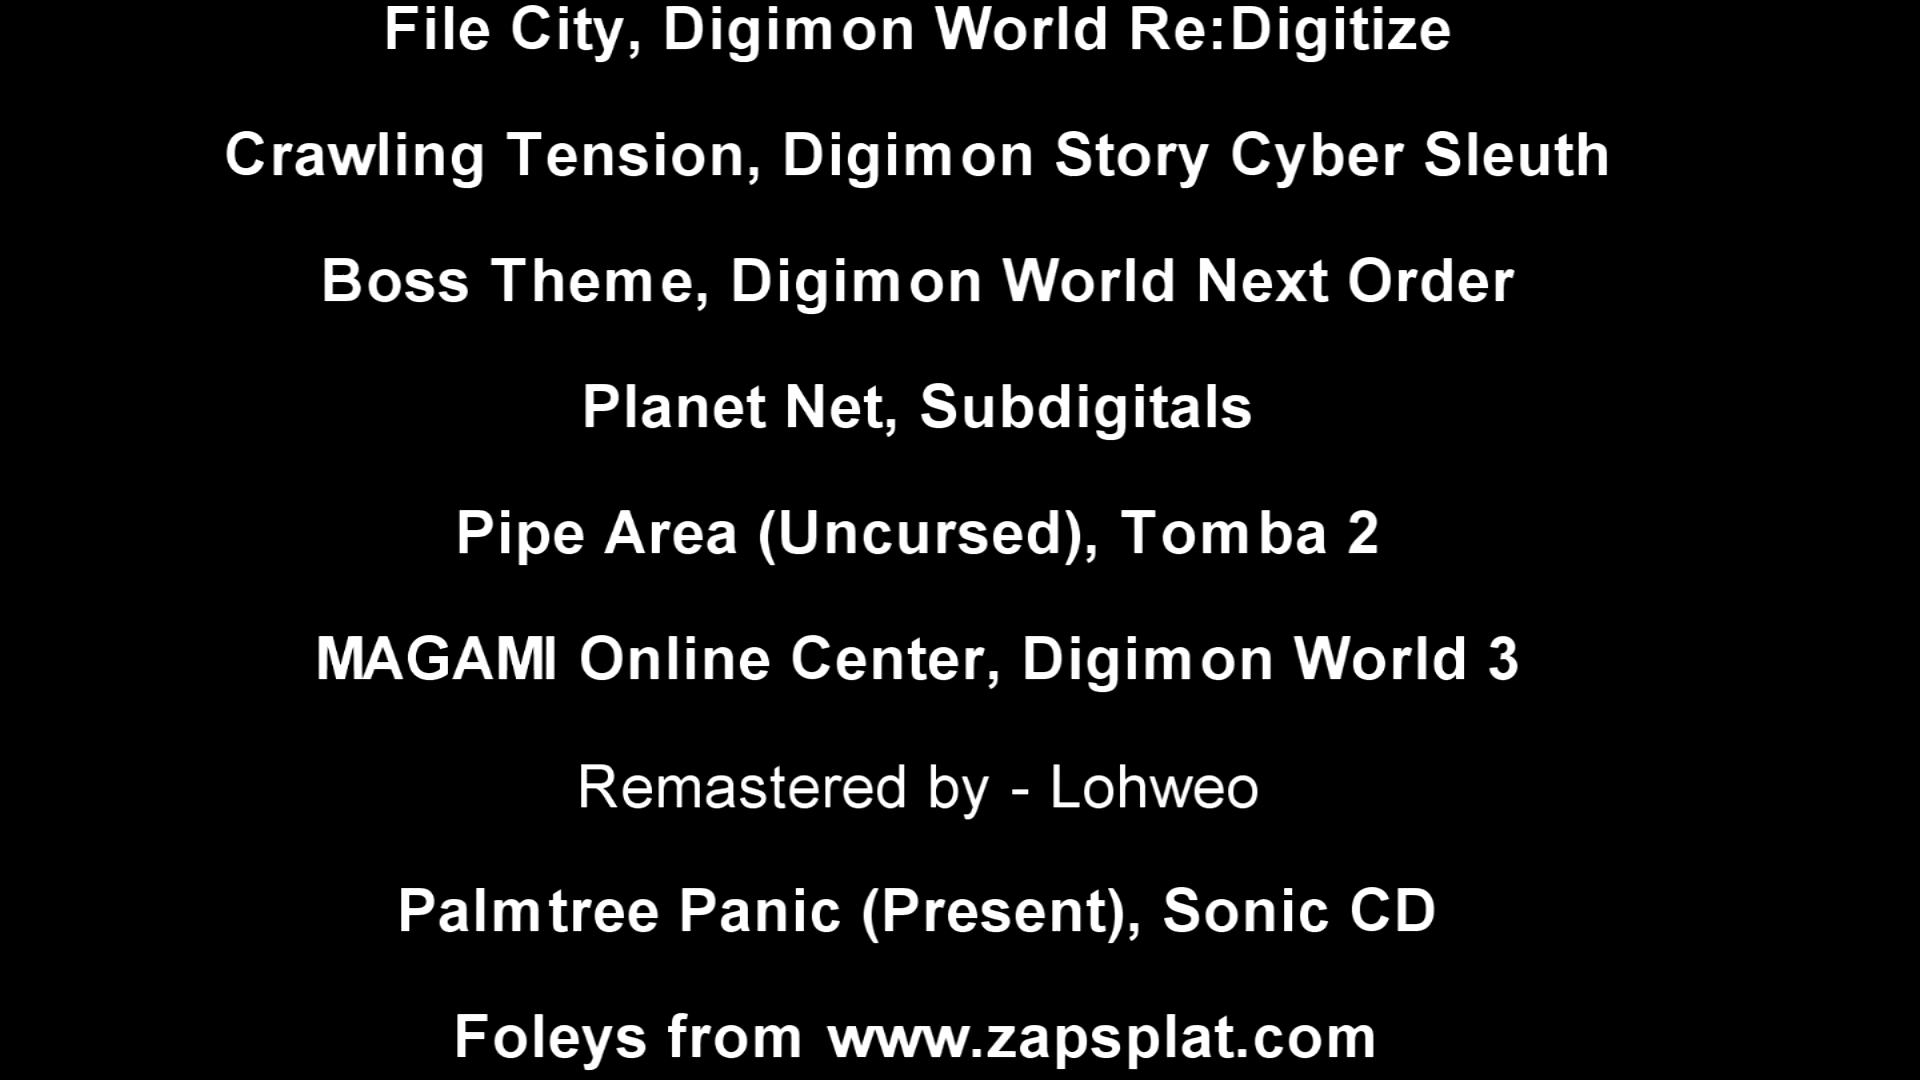 File City, Digimon World Re:Digitize
Crawling Tension, Digimon Story Cyber Sleuth
Boss Theme, Digimon World Next Order
Planet Net, Subdigitals
Pipe Area (Uncursed), Tomba 2
MAGAMI Online Center, Digimon World 3
Remastered by - Lohweo
Palmtree Panic (Present), Sonic CD
Foleys from www.zapsplat.com